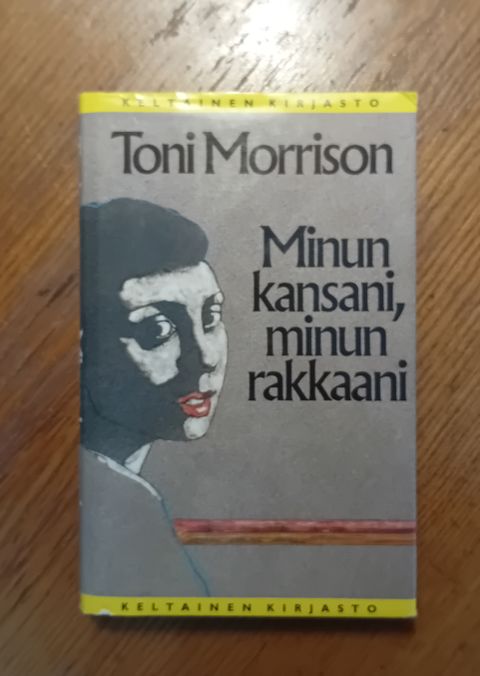 KELTAINEN KIRJASTO
Toni Morrison
Minun
kansani,
minun
rakkaani
KELTAINEN KIRJASTO